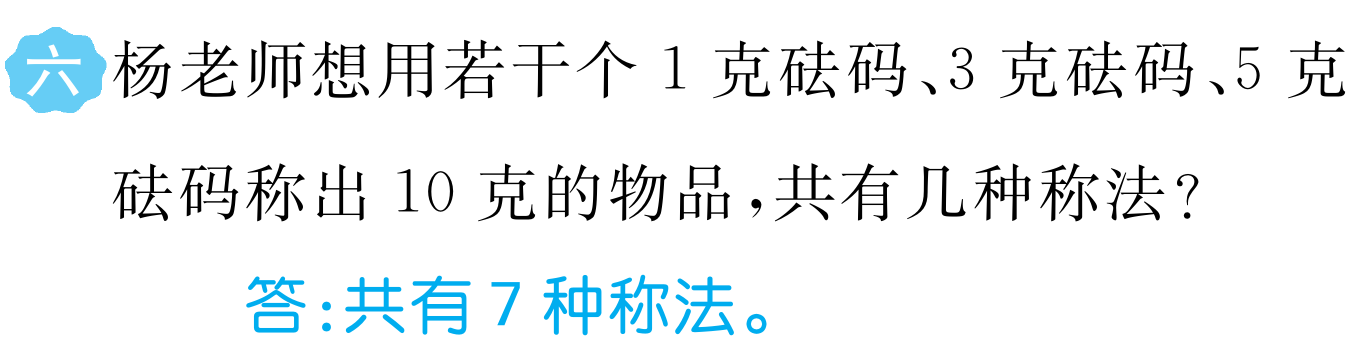 六 杨老师想用若干个 1 克砝码、3 克砝码、5 克
砝码称出 10 克的物品,共有几种称法?
答:共有 7 种称法。